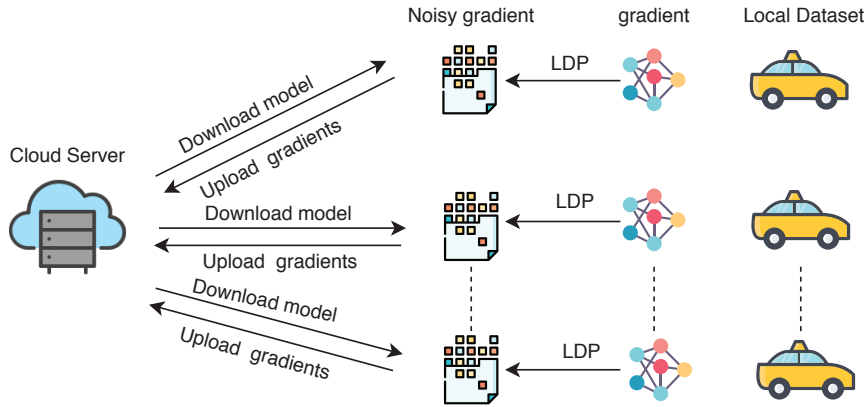 Noisy gradient
gradient
Local Dataset
LDP
Download model
Upload gradients
Cloud Server
LDP
Download model
Upload gradients
Download model
Upload gradients
LDP